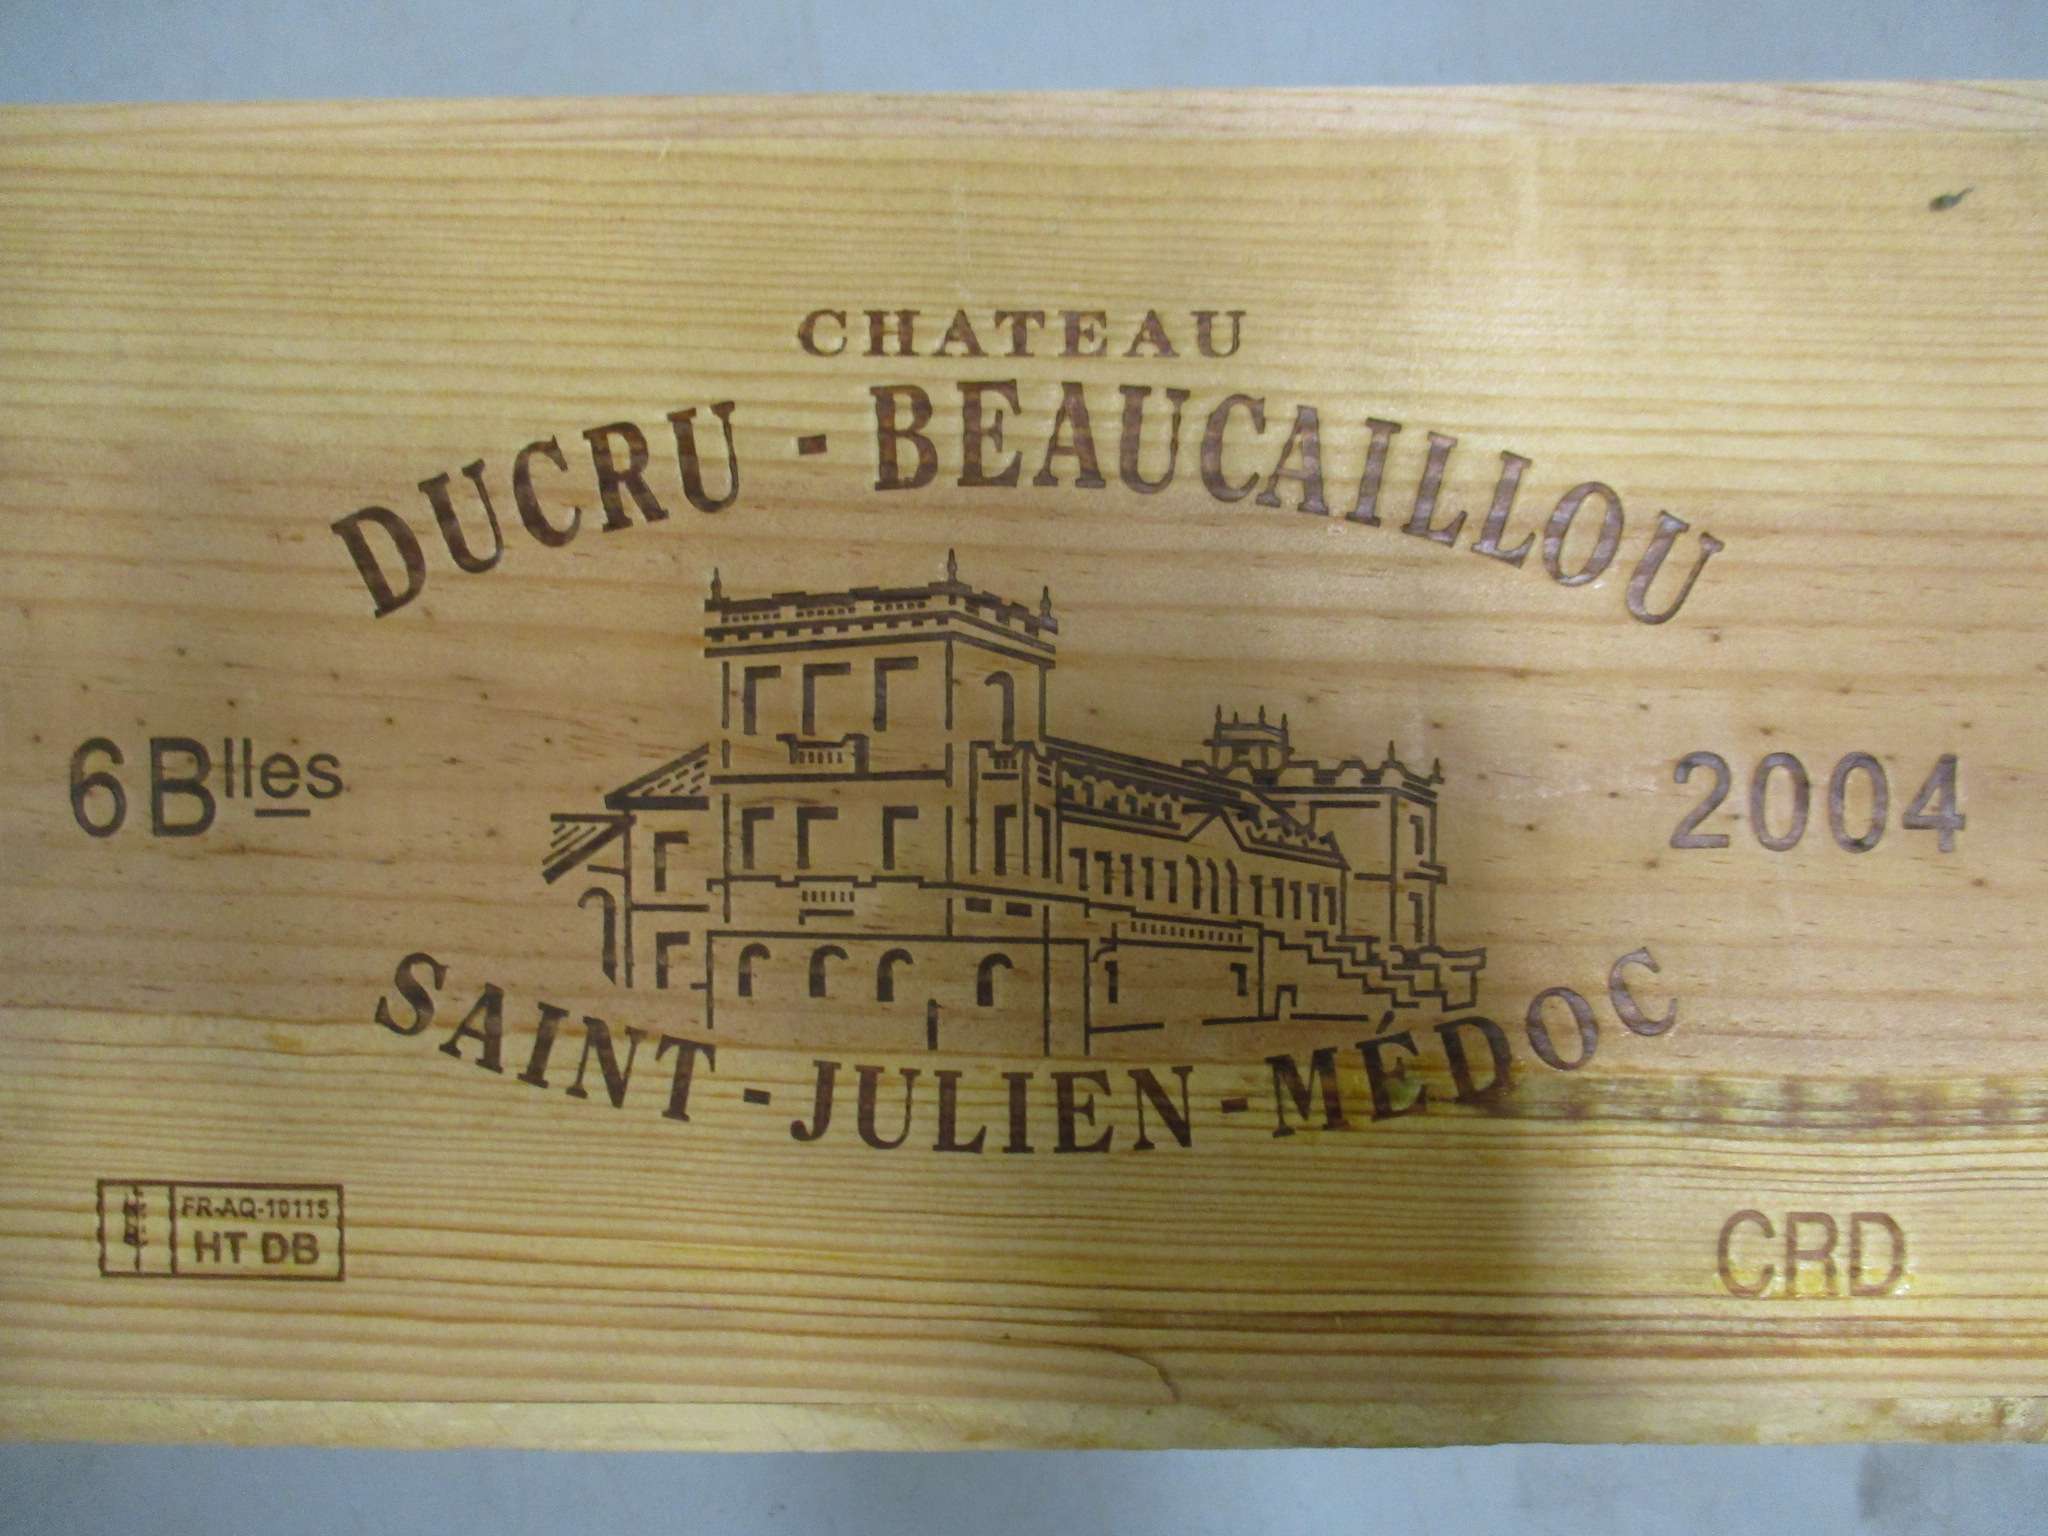 CHATEAU
DUCRU - BEAUCAILLOU
6 Blles
2004
SAINT - JULIEN - MÉDOC
FR-AQ-10115
HT DB
CRD